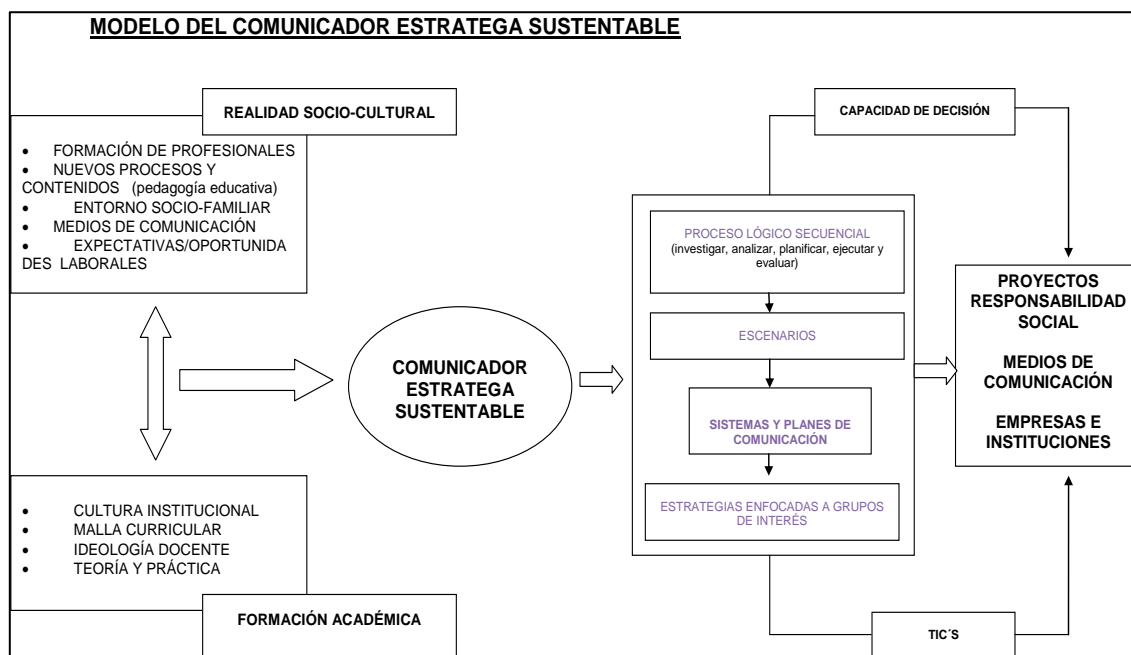 MODELO DEL COMUNICADOR ESTRATEGA SUSTENTABLE
REALIDAD SOCIO-CULTURAL
• FORMACIÓN DE PROFESIONALES
• NUEVOS PROCESOS Y
CONTENIDOS (pedagogía educativa)
• ENTORNO SOCIO-FAMILIAR
• MEDIOS DE COMUNICACIÓN
• EXPECTATIVAS/OPORTUNIDA
DES LABORALES
CULTURA INSTITUCIONAL
• MALLA CURRICULAR
• IDEOLOGÍA DOCENTE
• TEORÍA Y PRÁCTICA
FORMACIÓN ACADÉMICA
COMUNICADOR
ESTRATEGA
SUSTENTABLE
CAPACIDAD DE DECISIÓN
PROCESO LÓGICO SECUENCIAL
(investigar, analizar, planificar, ejecutar y
evaluar)
ESCENARIOS
SISTEMAS Y PLANES DE
COMUNICACIÓN
ESTRATEGIAS ENFOCADAS A GRUPOS
DE INTERÉS
TIC´S
PROYECTOS
RESPONSABILIDAD
SOCIAL
MEDIOS DE
COMUNICACIÓN
EMPRESAS E
INSTITUCIONES